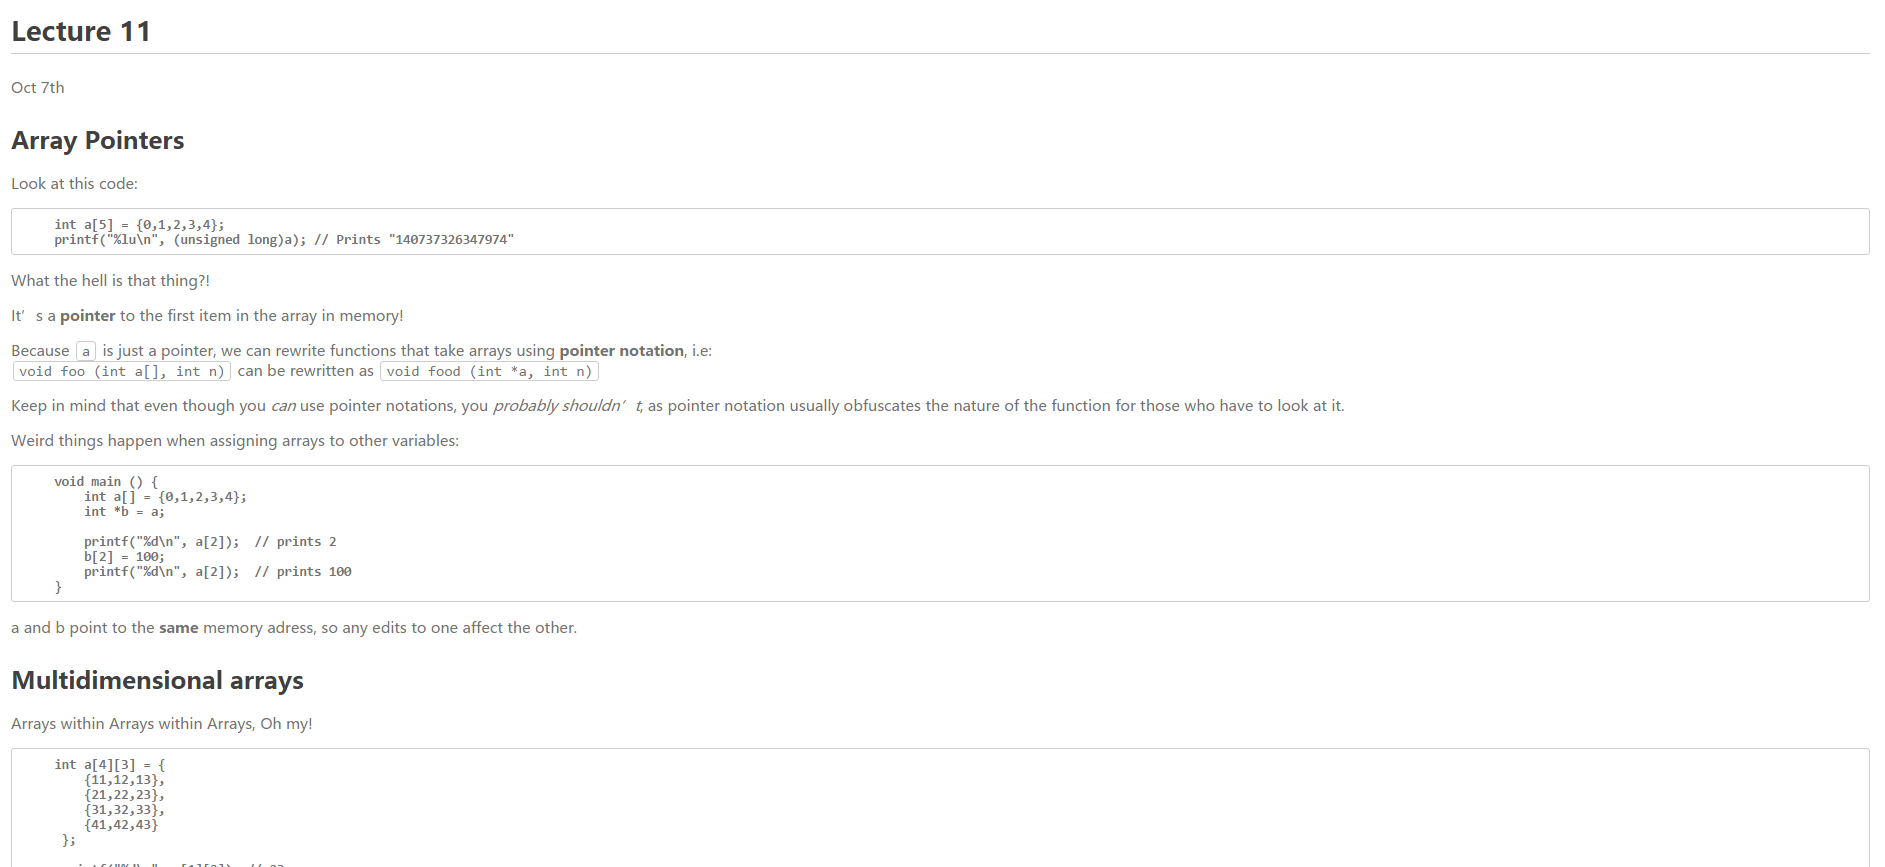 Lecture 11
Oct 7th
Array Pointers
Look at this code:
int a[5] = {0,1,2,3,4};
printf("%lu\n", (unsigned long)a); // Prints "140737326347974"
What the hell is that thing?!
It’s a pointer to the first item in the array in memory!
Because a is just a pointer, we can rewrite functions that take arrays using pointer notation, i.e:
void foo (int a[], int n) can be rewritten as void food (int *a, int n)
Keep in mind that even though you can use pointer notations, you probably shouldn’t, as pointer notation usually obfuscates the nature of the function for those who have to look at it.
Weird things happen when assigning arrays to other variables:
void main () {
int a[] = {0,1,2,3,4};
int *b = a;
printf("%d\n", a[2]);  // prints 2
b[2] = 100;
printf("%d\n", a[2]);  // prints 100
}
a and b point to the same memory adress, so any edits to one affect the other.
Multidimensional arrays
Arrays within Arrays within Arrays, Oh my!
int a[4][3] = {
{11,12,13},
{21,22,23},
{31,32,33},
{41,42,43}
};